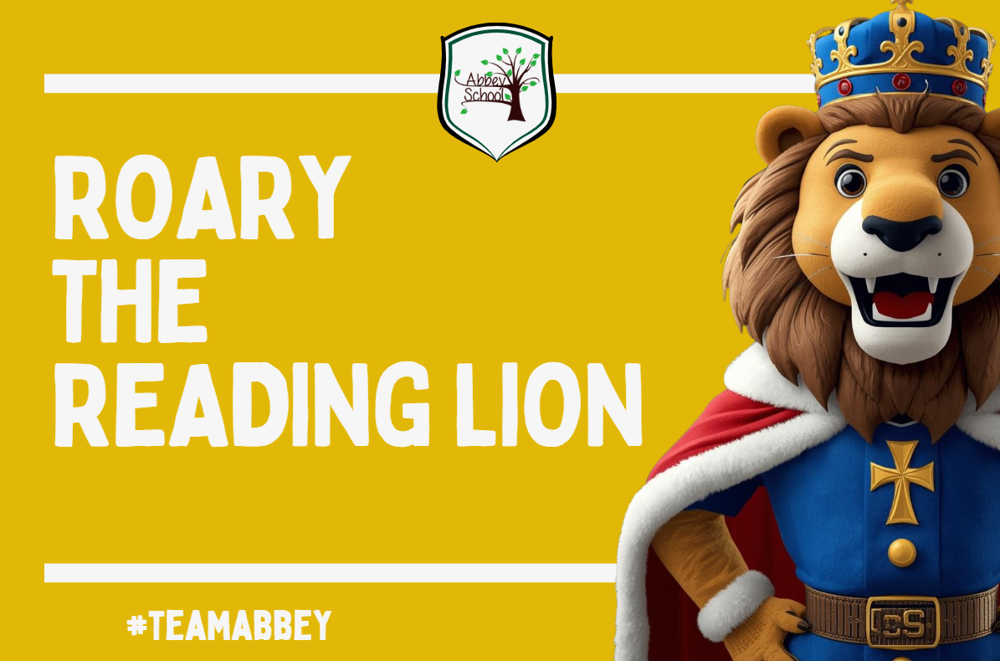 Abbey
School
ROARY
THE
READING LION
#TEAMABBEY